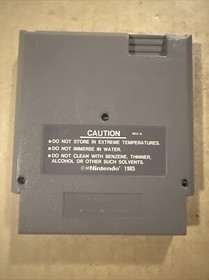 CAUTION
●DO NOT STORE IN EXTREME TEMPERATURES.
●DO NOT IMMERSE IN WATER.
●DO NOT CLEAN WITH BENZENE, THINNER,
ALCOHOL OR OTHER SUCH SOLVENTS.
©Nintendo 1985